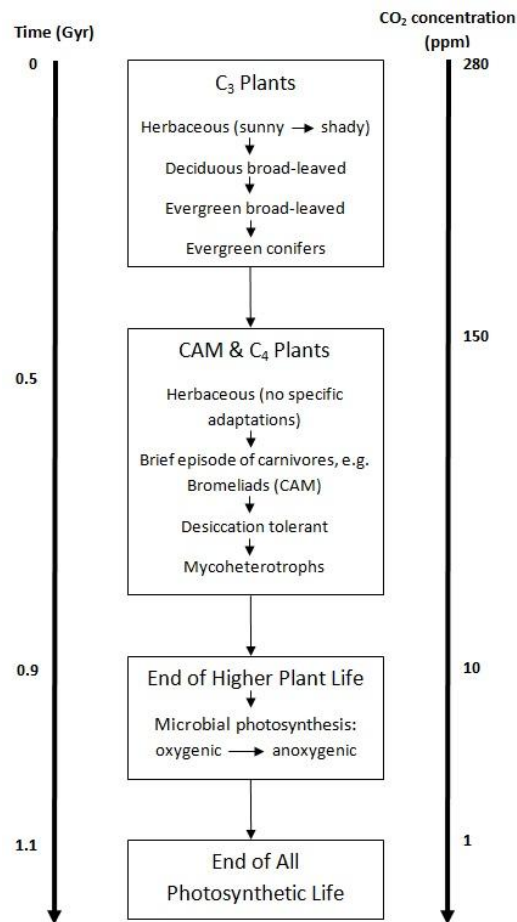 Time (Gyr)
CO₂ concentration
(ppm)
0
280
C₃ Plants
Herbaceous (sunny → shady)
Deciduous broad-leaved
Evergreen broad-leaved
Evergreen conifers
150
0.5
CAM & C₄ Plants
Herbaceous (no specific
adaptations)
Brief episode of carnivores, e.g.
Bromeliads (CAM)
Desiccation tolerant
Mycoheterotrophs
0.9
10
End of Higher Plant Life
Microbial photosynthesis:
oxygenic → anoxygenic
1.1
1
End of All
Photosynthetic Life